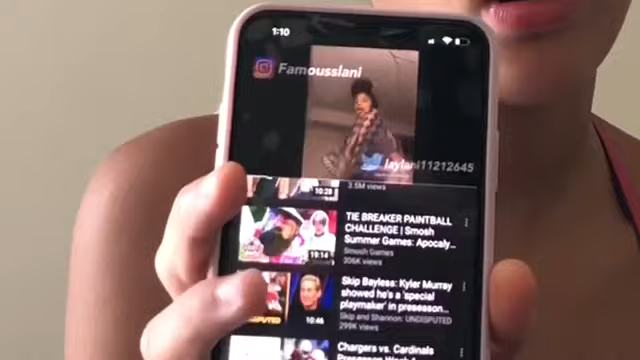 1:10
Famousslani
laylani11212645
3.5M views
10:28
TIE BREAKER PAINTBALL
CHALLENGE | Smosh
Summer Games: Apocaly...
Smosh Games
206K views
19:14
Skip Bayless: Kyler Murray
showed he's a 'special
playmaker' in preseason...
Skip and Shannon: UNDISPUTED
299K views
10:46
Chargers vs. Cardinals